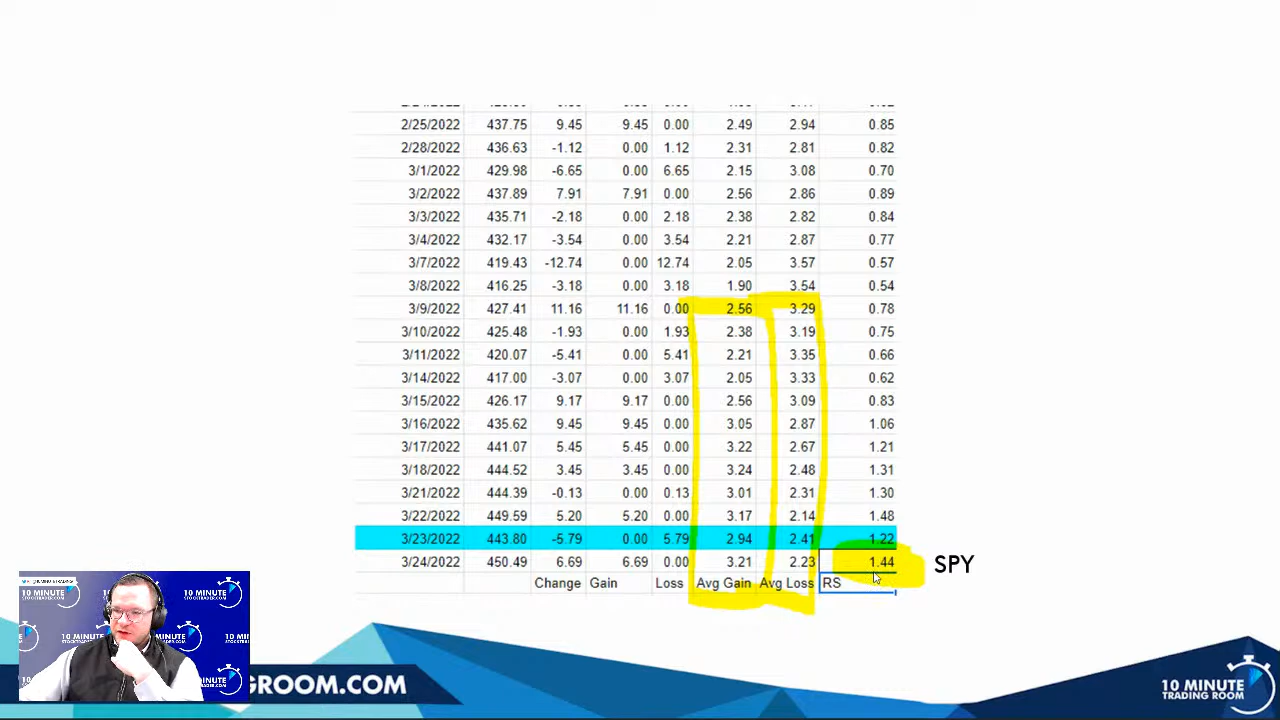 2/25/2022 437.75 9.45 9.45 0.00 2.49 2.94 0.85
2/28/2022 436.63 -1.12 0.00 1.12 2.31 2.81 0.82
3/1/2022 429.98 -6.65 0.00 6.65 2.15 3.08 0.70
3/2/2022 437.89 7.91 7.91 0.00 2.56 2.86 0.89
3/3/2022 435.71 -2.18 0.00 2.18 2.38 2.82 0.84
3/4/2022 432.17 -3.54 0.00 3.54 2.21 2.87 0.77
3/7/2022 419.43 -12.74 0.00 12.74 2.05 3.57 0.57
3/8/2022 416.25 -3.18 0.00 3.18 1.90 3.54 0.54
3/9/2022 427.41 11.16 11.16 0.00 2.56 3.29 0.78
3/10/2022 425.48 -1.93 0.00 1.93 2.38 3.19 0.75
3/11/2022 420.07 -5.41 0.00 5.41 2.21 3.35 0.66
3/14/2022 417.00 -3.07 0.00 3.07 2.05 3.33 0.62
3/15/2022 426.17 9.17 9.17 0.00 2.56 3.09 0.83
3/16/2022 435.62 9.45 9.45 0.00 3.05 2.87 1.06
3/17/2022 441.07 5.45 5.45 0.00 3.22 2.67 1.21
3/18/2022 444.52 3.45 3.45 0.00 3.24 2.48 1.31
3/21/2022 444.39 -0.13 0.00 0.13 3.01 2.31 1.30
3/22/2022 449.59 5.20 5.20 0.00 3.17 2.14 1.48
3/23/2022 443.80 -5.79 0.00 5.79 2.94 2.41 1.22
3/24/2022 450.49 6.69 6.69 0.00 3.21 2.23 1.44
Change Gain Loss Avg Gain Avg Loss RS
SPY
10 MINUTE
STOCKTRADER.COM
10 MINUTE
STOCKTRADER.COM
10 MINUTE
STOCKTRADER.COM
10 MINUTE
STOCKTRADER.COM
GROOM.COM
10 MINUTE
TRADING ROOM